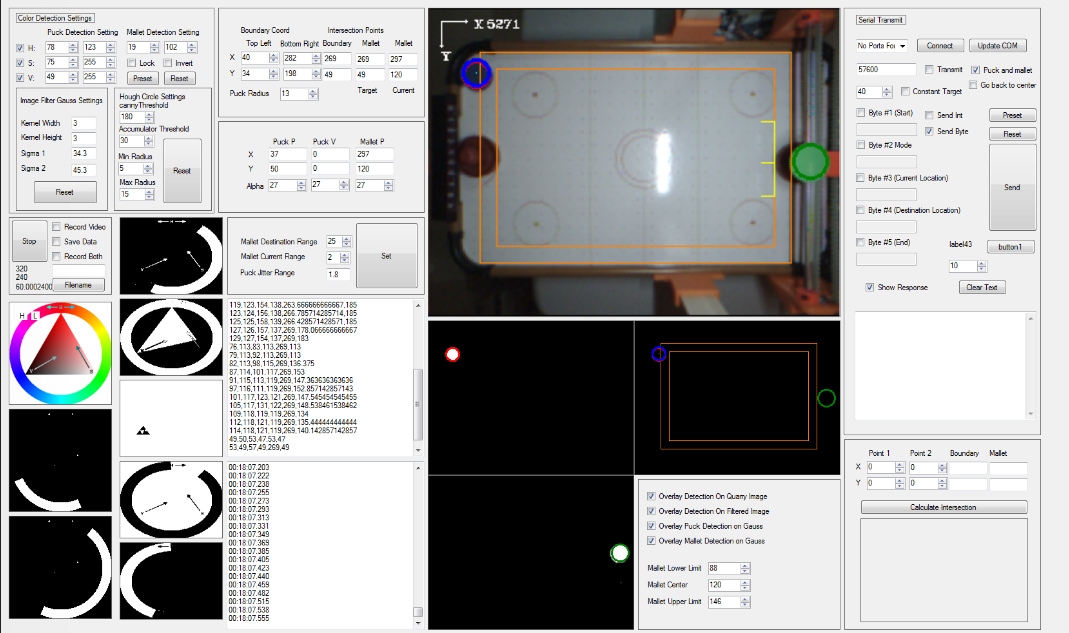 Color Detection Settings
Puck Detection Setting Mallet Detection Setting
H: 78 123 19 102
S: 75 255 Lock Invert
V: 49 255 Preset Reset
Image Filter Gauss Settings
Kernel Width 3
Kernel Height 3
Sigma 1 34.3
Sigma 2 45.3
Reset
Hough Circle Settings
cannyThreshold
180
Accumulator Threshold
30
Min Radius
5
Max Radius
15
Reset
Boundary Coord Intersection Points
Top Left Bottom Right Boundary Mallet Mallet
X 40 282 269 269 297
Y 34 198 49 49 120
Puck Radius 13 Target Current
Puck P Puck V Mallet P
X 37 0 297
Y 50 0 120
Alpha 27 27 27
Stop
Record Video
Save Data
Record Both
320
240
60.0002400
Filename
Mallet Destination Range 25
Mallet Current Range 2
Puck Jitter Range 1.8
Set
H L
119,123,154,138,263.666666666667,185
123,124,156,138,266.785714285714,185
125,125,158,139,266.428571428571,185
127,126,157,137,269,178.066666666667
129,127,154,137,269,183
76,113,83,113,269,113
79,113,92,113,269,113
82,113,98,115,269,136.375
87,114,101,117,269,153
91,115,113,119,269,147.363636363636
97,116,111,119,269,152.857142857143
101,117,123,121,269,147.545454545455
105,117,131,122,269,148.538461538462
109,118,119,119,269,134
112,118,121,119,269,135.444444444444
114,118,121,119,269,140.142857142857
49,50,53,47,53,47
53,49,57,49,269,49
00:18:07.203
00:18:07.222
00:18:07.238
00:18:07.255
00:18:07.273
00:18:07.293
00:18:07.313
00:18:07.331
00:18:07.349
00:18:07.369
00:18:07.385
00:18:07.405
00:18:07.423
00:18:07.440
00:18:07.459
00:18:07.482
00:18:07.515
00:18:07.538
00:18:07.555
X 5271
Y
Overlay Detection On Quarry Image
Overlay Detection On Filtered Image
Overlay Puck Detection on Gauss
Overlay Mallet Detection on Gauss
Mallet Lower Limit 88
Mallet Center 120
Mallet Upper Limit 146
Serial Transmit
No Ports Fou Connect Update COM
57600 Transmit Puck and mallet
40 Constant Target Go back to center
Byte #1 (Start) Send Int Preset
Send Byte Reset
Byte #2 Mode
Byte #3 (Current Location) Send
Byte #4 (Destination Location)
Byte #5 (End) label43 button1
10
Show Response Clear Text
Point 1 Point 2 Boundary Mallet
X 0 0
Y 0 0
Calculate Intersection